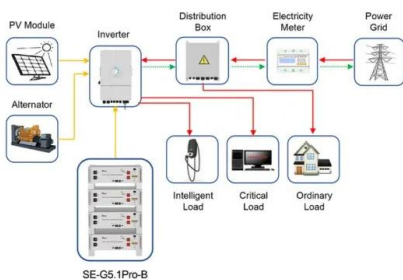 PV Module
Inverter
Distribution
Box
Electricity
Meter
Power
Grid
Alternator
Intelligent
Load
Critical
Load
Ordinary
Load
SE-G5.1Pro-B